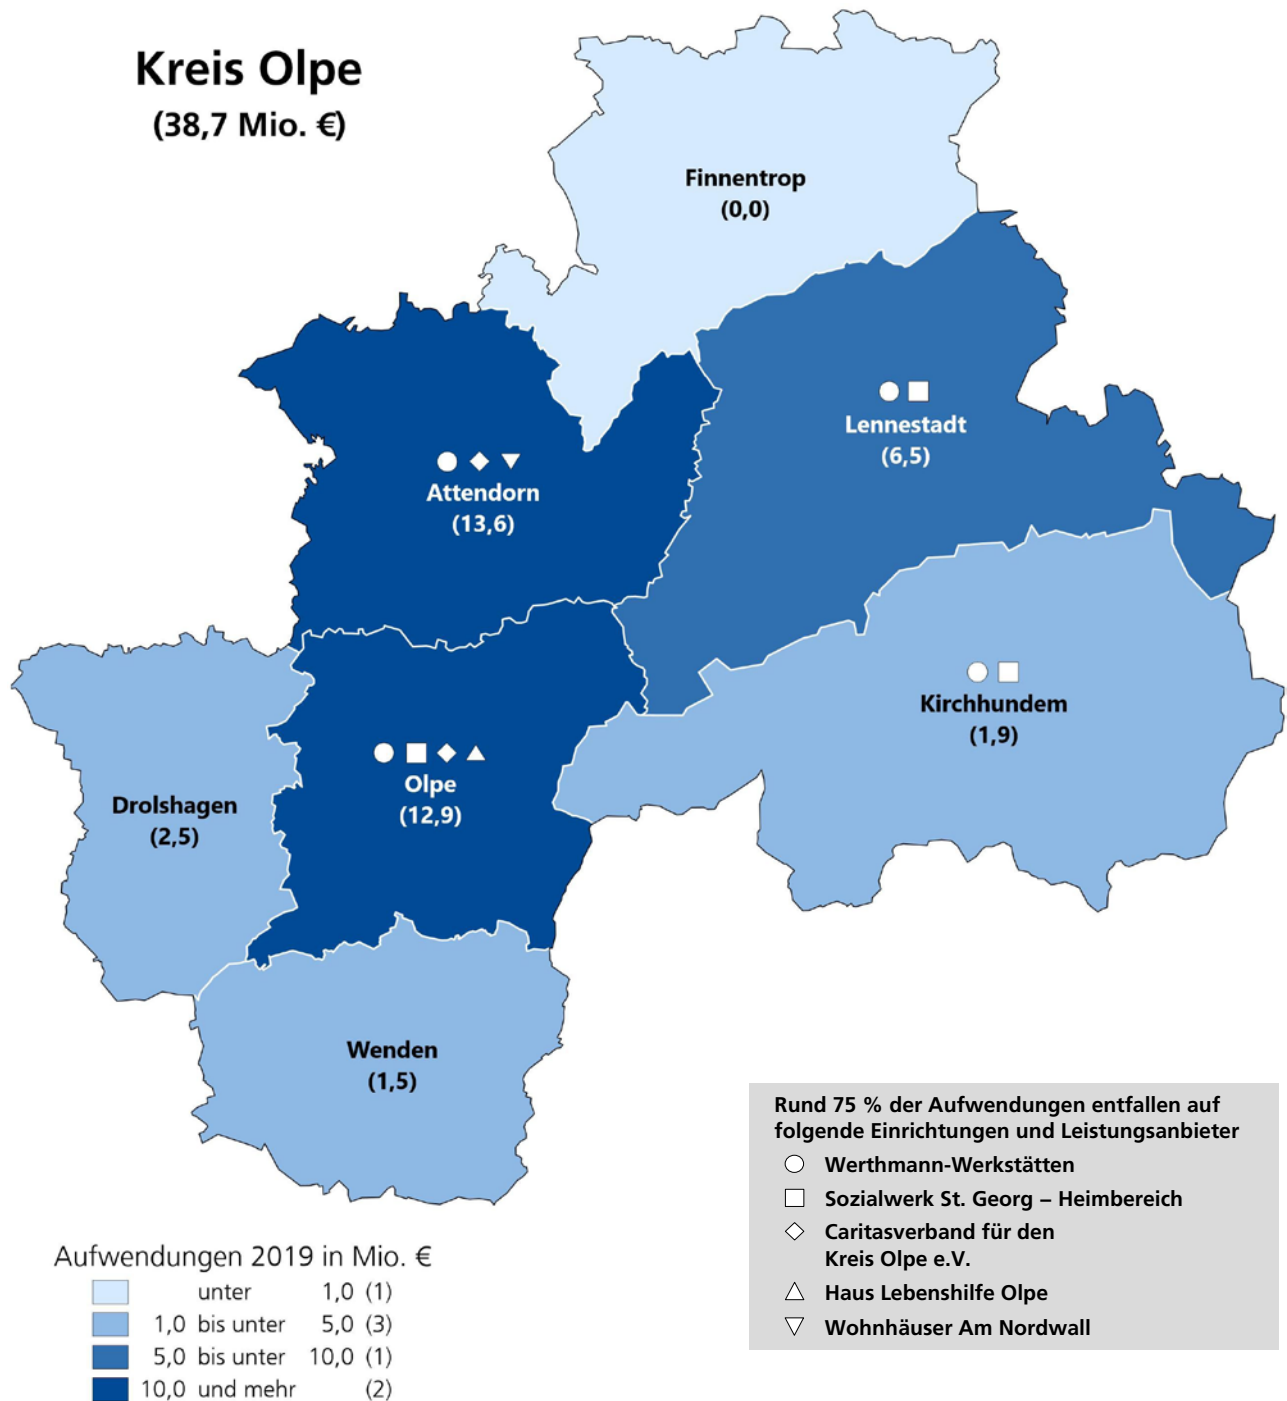 Kreis Olpe
(38,7 Mio. €)
Finnentrop
(0,0)
Lennestadt
(6,5)
Attendorn
(13,6)
Kirchhundem
(1,9)
Olpe
(12,9)
Drolshagen
(2,5)
Wenden
(1,5)
Rund 75 % der Aufwendungen entfallen auf
folgende Einrichtungen und Leistungsanbieter
Werthmann-Werkstätten
Sozialwerk St. Georg – Heimbereich
Caritasverband für den
Kreis Olpe e.V.
Haus Lebenshilfe Olpe
Wohnhäuser Am Nordwall
Aufwendungen 2019 in Mio. €
unter 1,0 (1)
1,0 bis unter 5,0 (3)
5,0 bis unter 10,0 (1)
10,0 und mehr (2)